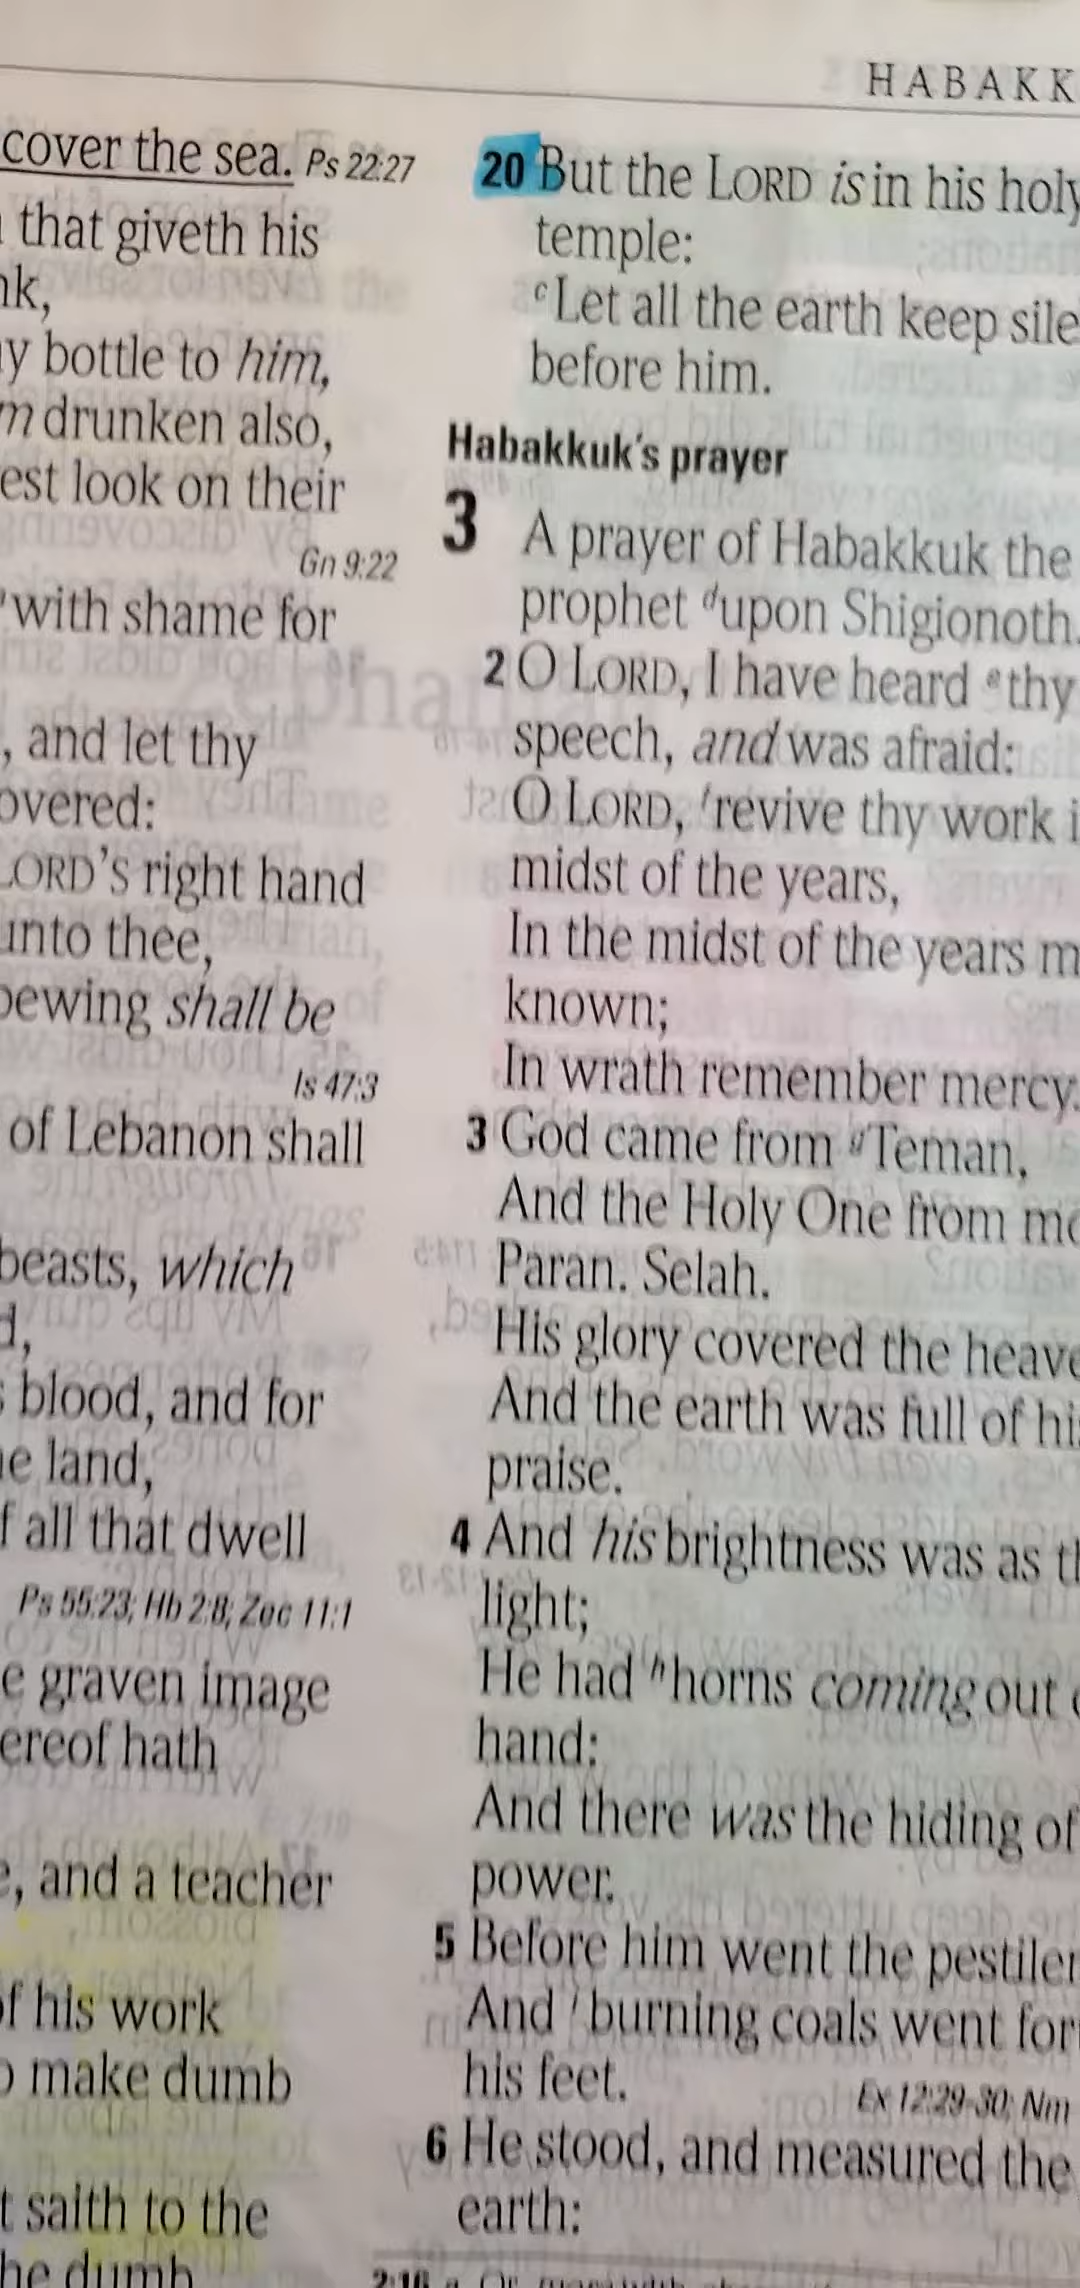 HABAKK
cover the sea. Ps 22:27
that giveth his
y bottle to him,
drunken also,
est look on their
Gn 9:22
with shame for
, and let thy
overed:
LORD'S right hand
unto thee,
pewing shall be
Is 47:3
of Lebanon shall
beasts, which
blood, and for
land,
all that dwell
Ps 55:23; Hb 2:8; Zec 11:1
graven image
ereof hath
, and a teacher
of his work
make dumb
saith to the
he dumb
20 But the LORD is in his holy
temple:
c Let all the earth keep sile
before him.
Habakkuk's prayer
3 A prayer of Habakkuk the
prophet d upon Shigionoth.
2 O LORD, I have heard e thy
speech, and was afraid:
O LORD, f revive thy work i
midst of the years,
In the midst of the years m
known;
In wrath remember mercy.
3 God came from g Teman,
And the Holy One from mo
Paran. Selah.
His glory covered the heave
And the earth was full of his
praise.
4 And his brightness was as th
light;
He had h horns coming out
hand:
And there was the hiding of
power.
5 Before him went the pestilen
And i burning coals went for
his feet.
Ex 12:29-30; Nm
6 He stood, and measured the
earth: